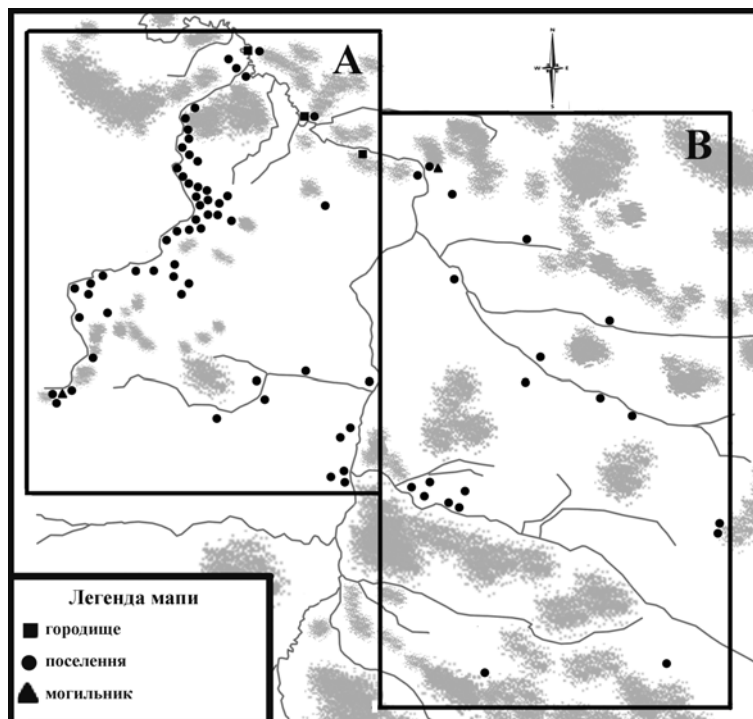 N
W E
S
A
B
Легенда мапи
городище
поселення
могильник